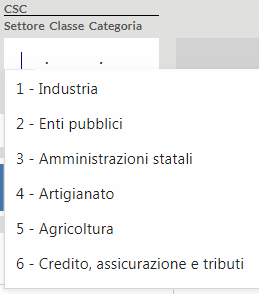 CSC
Settore Classe Categoria
. .
1 - Industria
2 - Enti pubblici
3 - Amministrazioni statali
4 - Artigianato
5 - Agricoltura
6 - Credito, assicurazione e tributi